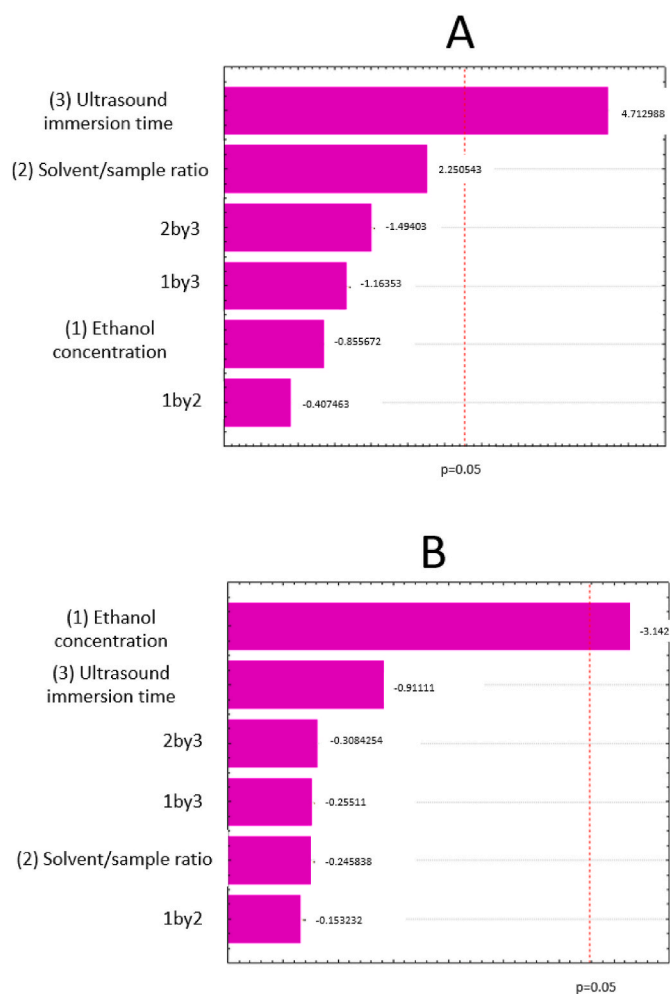 A
(3) Ultrasound
immersion time
4.712988
(2) Solvent/sample ratio
2.250543
2by3
-1.49403
1by3
-1.16353
(1) Ethanol
concentration
-0.855672
1by2
-0.407463
p=0.05
B
(1) Ethanol
concentration
-3.142
(3) Ultrasound
immersion time
-0.91111
2by3
-0.3084254
1by3
-0.25511
(2) Solvent/sample ratio
-0.245838
1by2
-0.153232
p=0.05